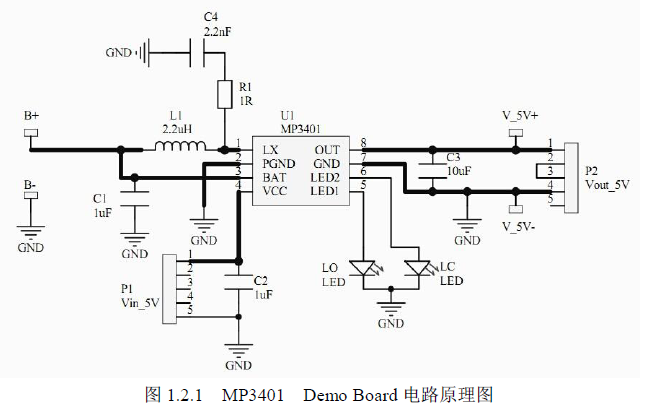 C4
2.2nF
GND
R1
1R
B+
L1
2.2uH
U1
MP3401
V_5V+
1 LX OUT 8
2 PGND GND 7
3 BAT LED2 6
4 VCC LED1 5
C3
10uF
1
2
3
4
5
P2
Vout_5V
B-
C1
1uF
GND
GND
GND
GND
V_5V-
P1
Vin_5V
1
2
3
4
5
C2
1uF
LO
LED
LC
LED
GND
GND
图 1.2.1 MP3401 Demo Board 电路原理图